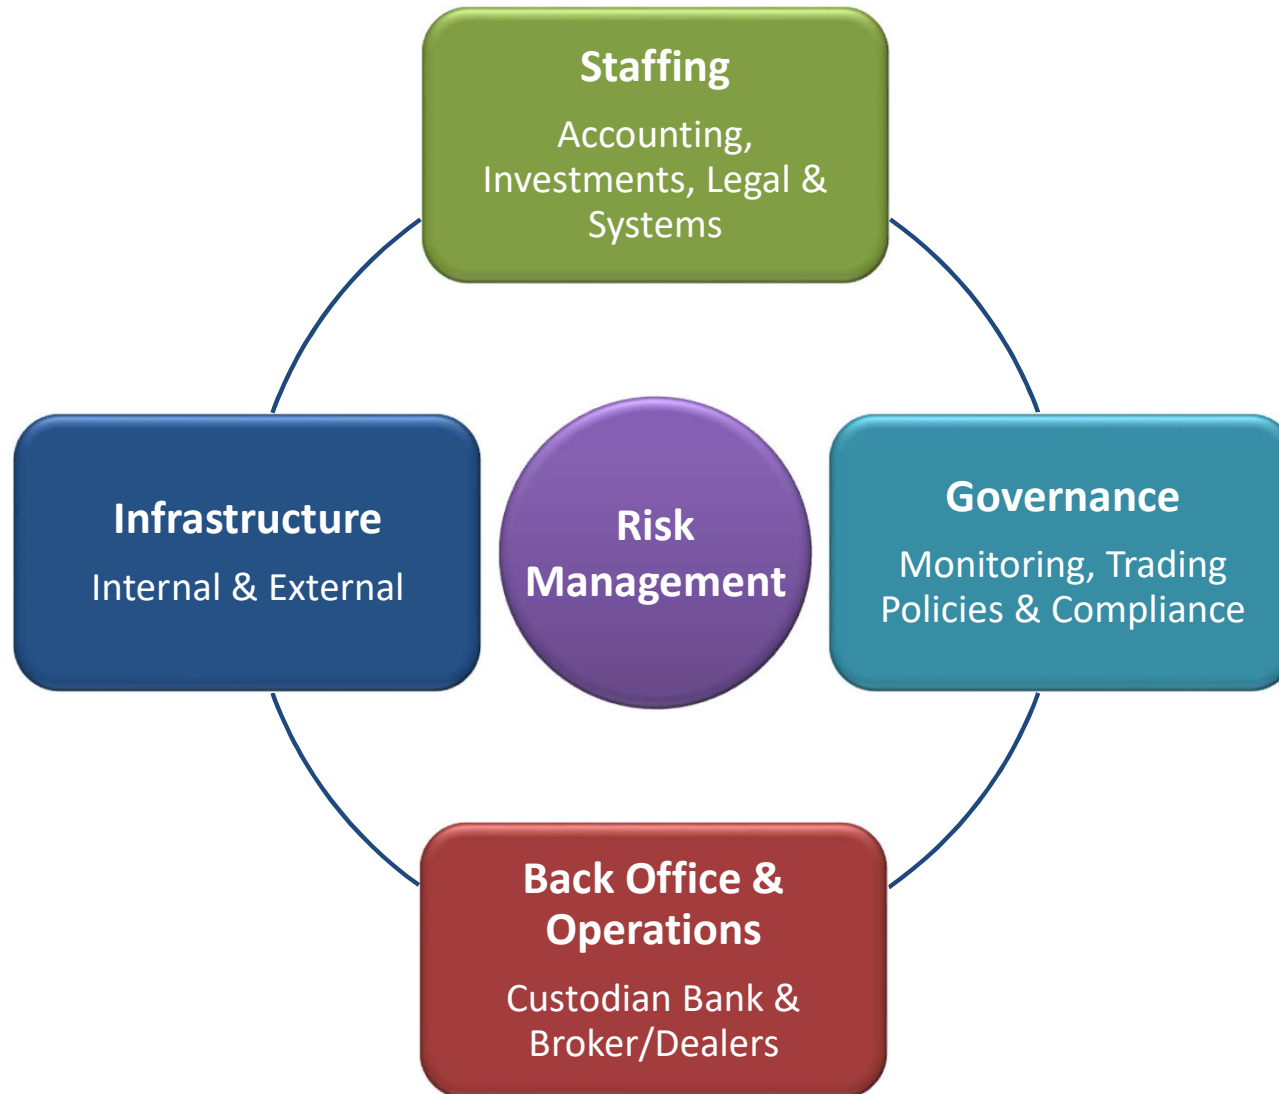 Staffing
Accounting,
Investments, Legal &
Systems
Infrastructure
Internal & External
Risk
Management
Governance
Monitoring, Trading
Policies & Compliance
Back Office &
Operations
Custodian Bank &
Broker/Dealers